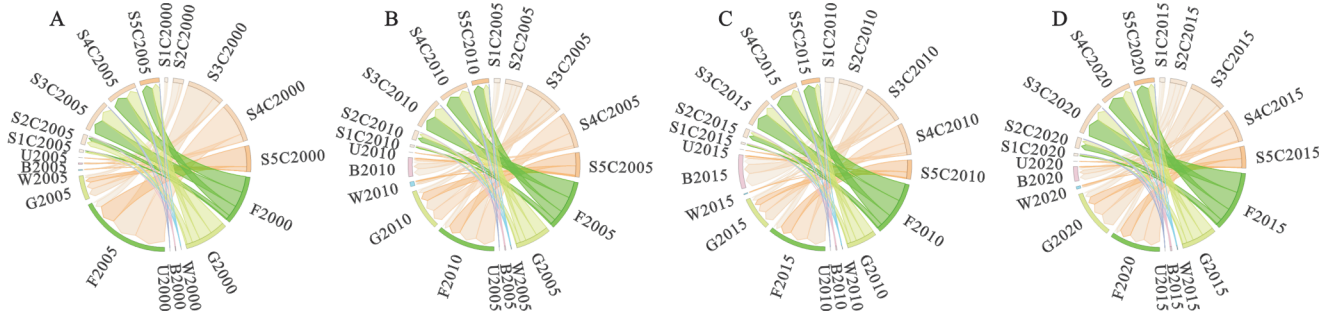 A
S1C2000
S2C2000
S3C2000
S4C2000
S5C2000
F2000
G2000
W2000
B2000
U2000
F2005
G2005
W2005
B2005
U2005
S1C2005
S2C2005
S3C2005
S4C2005
S5C2005
B
S1C2005
S2C2005
S3C2005
S4C2005
S5C2005
F2005
G2005
W2005
B2005
U2005
F2010
G2010
W2010
B2010
U2010
S1C2010
S2C2010
S3C2010
S4C2010
S5C2010
C
S1C2010
S2C2010
S3C2010
S4C2010
S5C2010
F2010
G2010
W2010
B2010
U2010
F2015
G2015
W2015
B2015
U2015
S1C2015
S2C2015
S3C2015
S4C2015
S5C2015
D
S1C2015
S2C2015
S3C2015
S4C2015
S5C2015
F2015
G2015
W2015
B2015
U2015
F2020
G2020
W2020
B2020
U2020
S1C2020
S2C2020
S3C2020
S4C2020
S5C2020